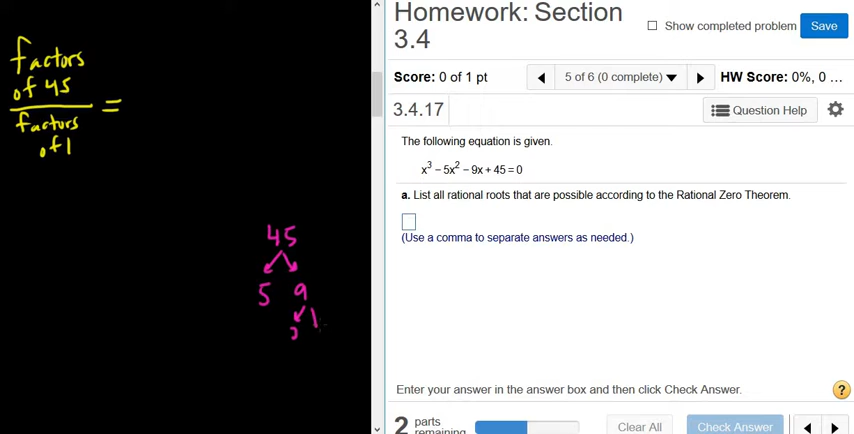 factors
of 45
factors
of 1
=
45
5 9
Homework: Section
3.4
Show completed problem
Save
Score: 0 of 1 pt
5 of 6 (0 complete)
HW Score: 0%, 0 ...
3.4.17
Question Help
The following equation is given.
x³ − 5x² − 9x + 45 = 0
a. List all rational roots that are possible according to the Rational Zero Theorem.
(Use a comma to separate answers as needed.)
Enter your answer in the answer box and then click Check Answer.
?
2 parts
remaining
Clear All
Check Answer